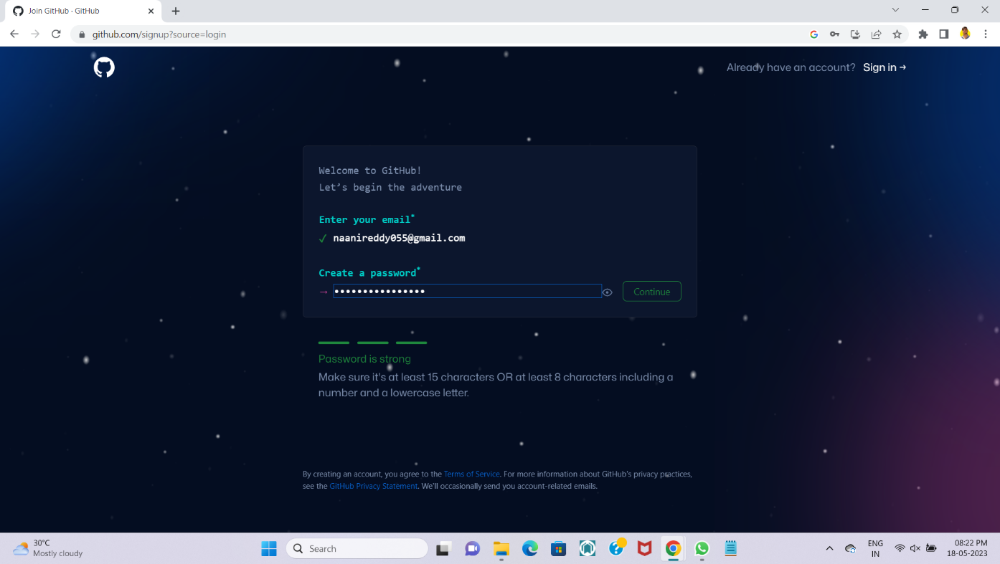 Join GitHub · GitHub
github.com/signup?source=login
Already have an account? Sign in →
Welcome to GitHub!
Let’s begin the adventure
Enter your email*
✓ naanireddy055@gmail.com
Create a password*
→ •••••••••••••••• Continue
Password is strong
Make sure it's at least 15 characters OR at least 8 characters including a
number and a lowercase letter.
By creating an account, you agree to the Terms of Service. For more information about GitHub's privacy practices,
see the GitHub Privacy Statement. We'll occasionally send you account-related emails.
30°C
Mostly cloudy
Search
ENG
IN
08:22 PM
18-05-2023